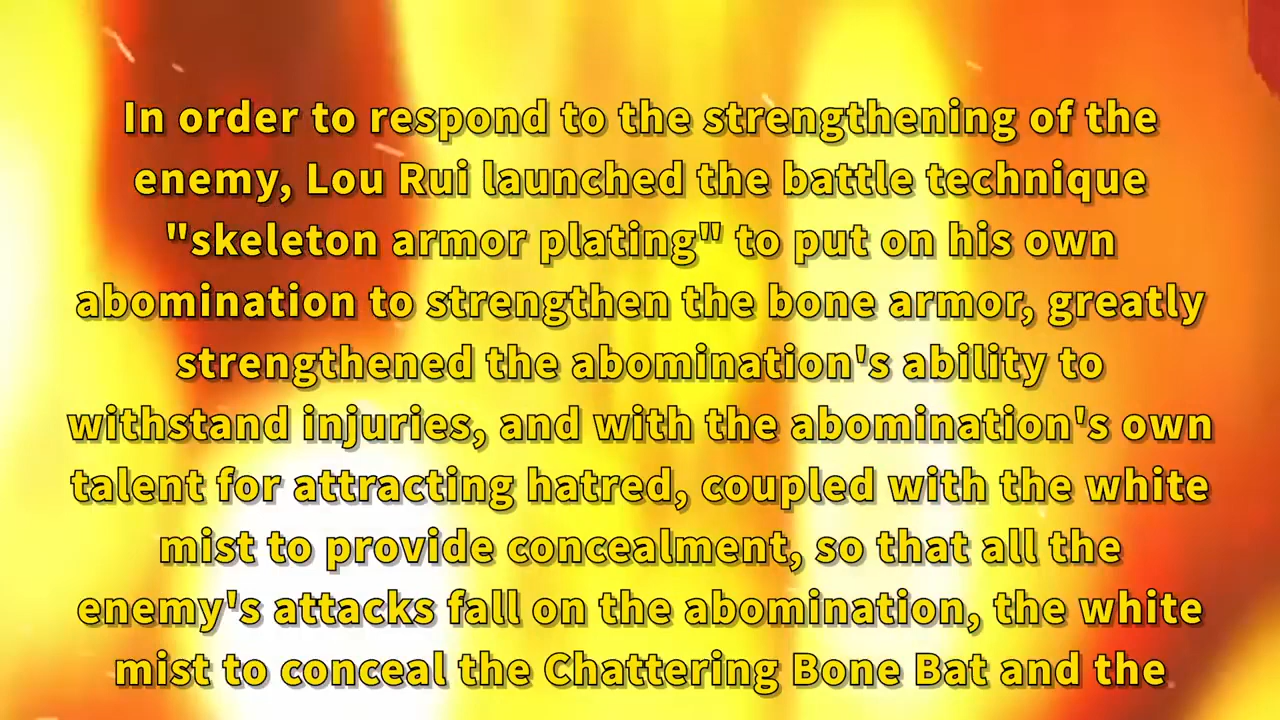 In order to respond to the strengthening of the
enemy, Lou Rui launched the battle technique
"skeleton armor plating" to put on his own
abomination to strengthen the bone armor, greatly
strengthened the abomination's ability to
withstand injuries, and with the abomination's own
talent for attracting hatred, coupled with the white
mist to provide concealment, so that all the
enemy's attacks fall on the abomination, the white
mist to conceal the Chattering Bone Bat and the